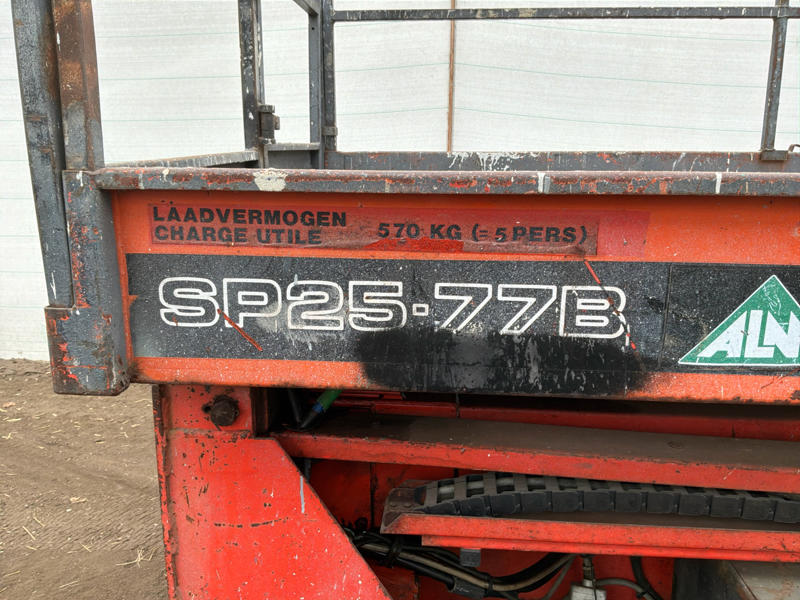 LAADVERMOGEN
CHARGE UTILE 570 KG (= 5 PERS)
SP25-77B
ALN